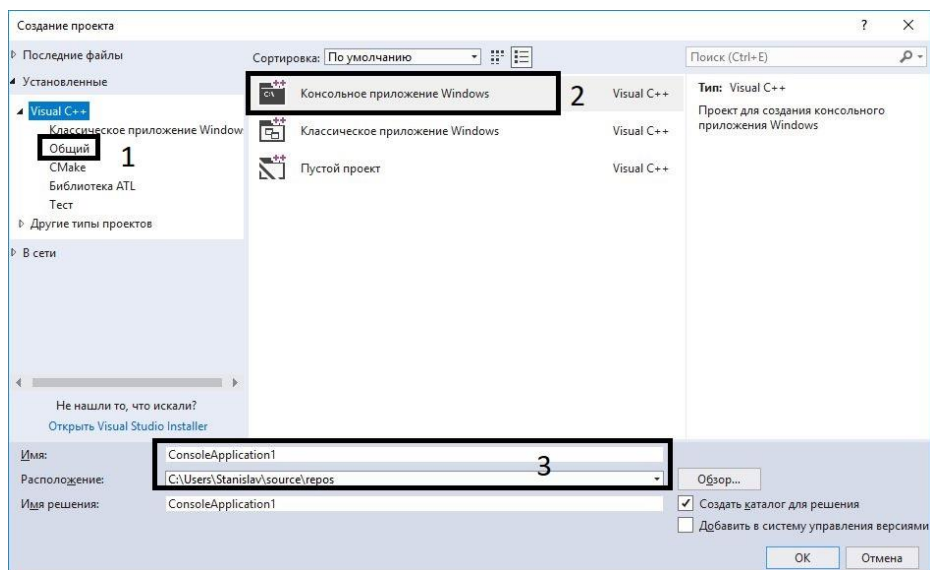 Создание проекта
? ×
Последние файлы
Установленные
Visual C++
Классическое приложение Window
Общий
1
CMake
Библиотека ATL
Тест
Другие типы проектов
В сети
Не нашли то, что искали?
Открыть Visual Studio Installer
Сортировка: По умолчанию
Консольное приложение Windows 2 Visual C++
Классическое приложение Windows Visual C++
Пустой проект Visual C++
Поиск (Ctrl+E)
Тип: Visual C++
Проект для создания консольного
приложения Windows
Имя: ConsoleApplication1
3
Расположение: C:\Users\Stanislav\source\repos
Обзор...
Имя решения: ConsoleApplication1
Создать каталог для решения
Добавить в систему управления версиями
OK Отмена